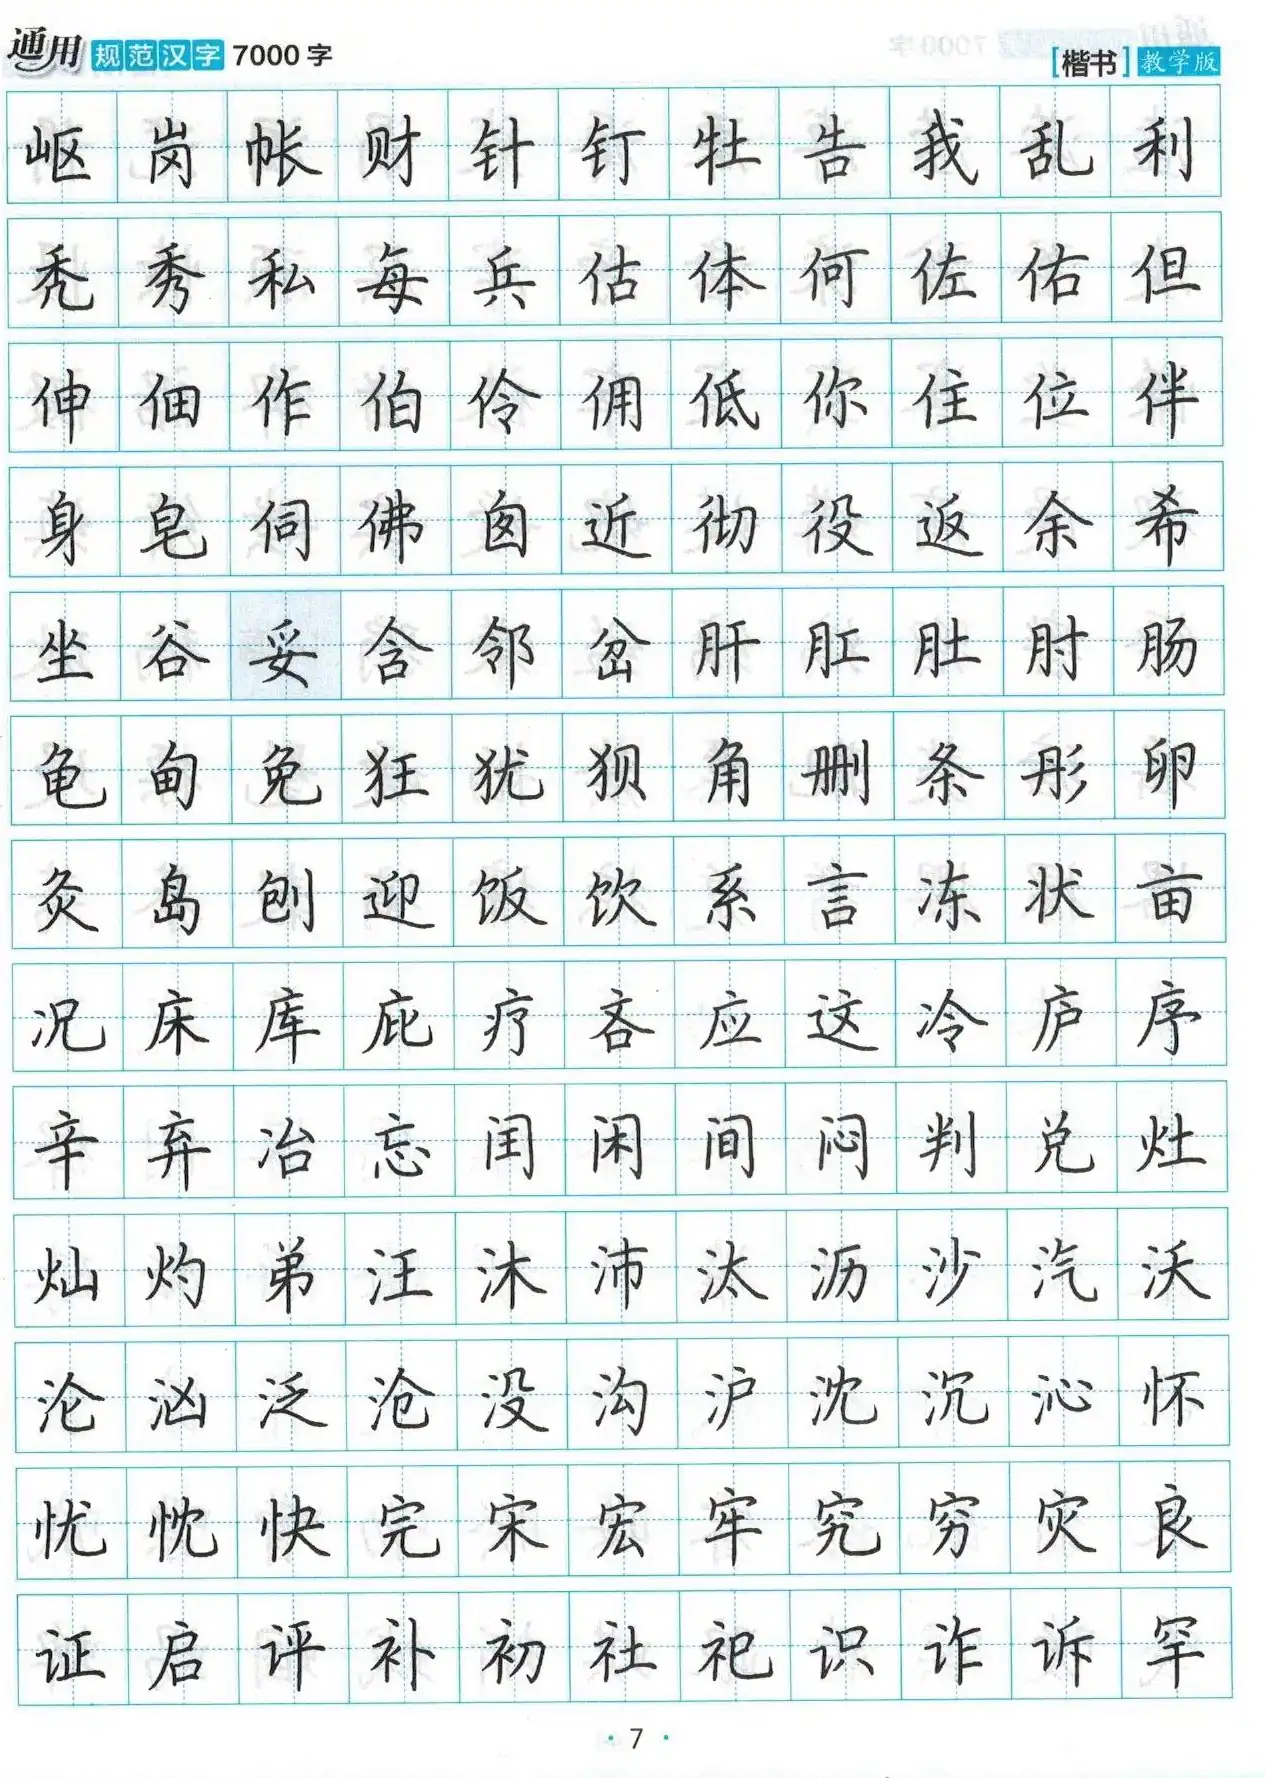 通用规范汉字7000字 [楷书]教学版
岖岗帐财针钉牡告我乱利
秃秀私每兵估体何佐佑但
伸佃作伯伶佣低你住位伴
身皂伺佛囱近彻役返余希
坐谷妥含邻岔肝肛肚肘肠
龟甸免狂犹狈角删条彤卵
灸岛刨迎饭饮系言冻状亩
况床库庇疗吝应这冷庐序
辛弃冶忘闰闲间闷判兑灶
灿灼弟汪沐沛汰沥沙汽沃
沦汹泛沧没沟沪沈沉沁怀
忧忱快完宋宏牢究穷灾良
证启评补初社祀识诈诉罕
· 7 ·